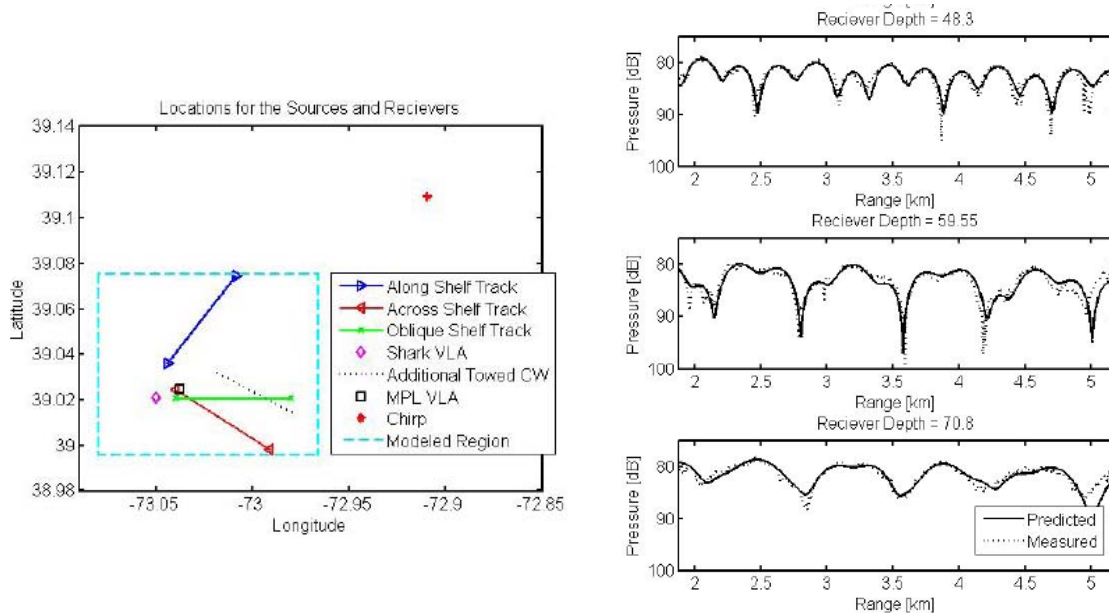 Locations for the Sources and Recievers
39.14
39.12
39.1
39.08
39.06
39.04
39.02
39
38.98
Latitude
-73.05
-73
-72.95
-72.9
-72.85
Longitude
Along Shelf Track
Across Shelf Track
Oblique Shelf Track
Shark VLA
Additional Towed CW
MPL VLA
Chirp
Modeled Region
Reciever Depth = 48.3
Pressure [dB]
80
90
100
2
2.5
3
3.5
4
4.5
5
Range [km]
Reciever Depth = 59.55
Pressure [dB]
80
90
100
2
2.5
3
3.5
4
4.5
5
Range [km]
Reciever Depth = 70.8
Pressure [dB]
80
90
100
2
2.5
3
3.5
4
4.5
5
Range [km]
Predicted
Measured